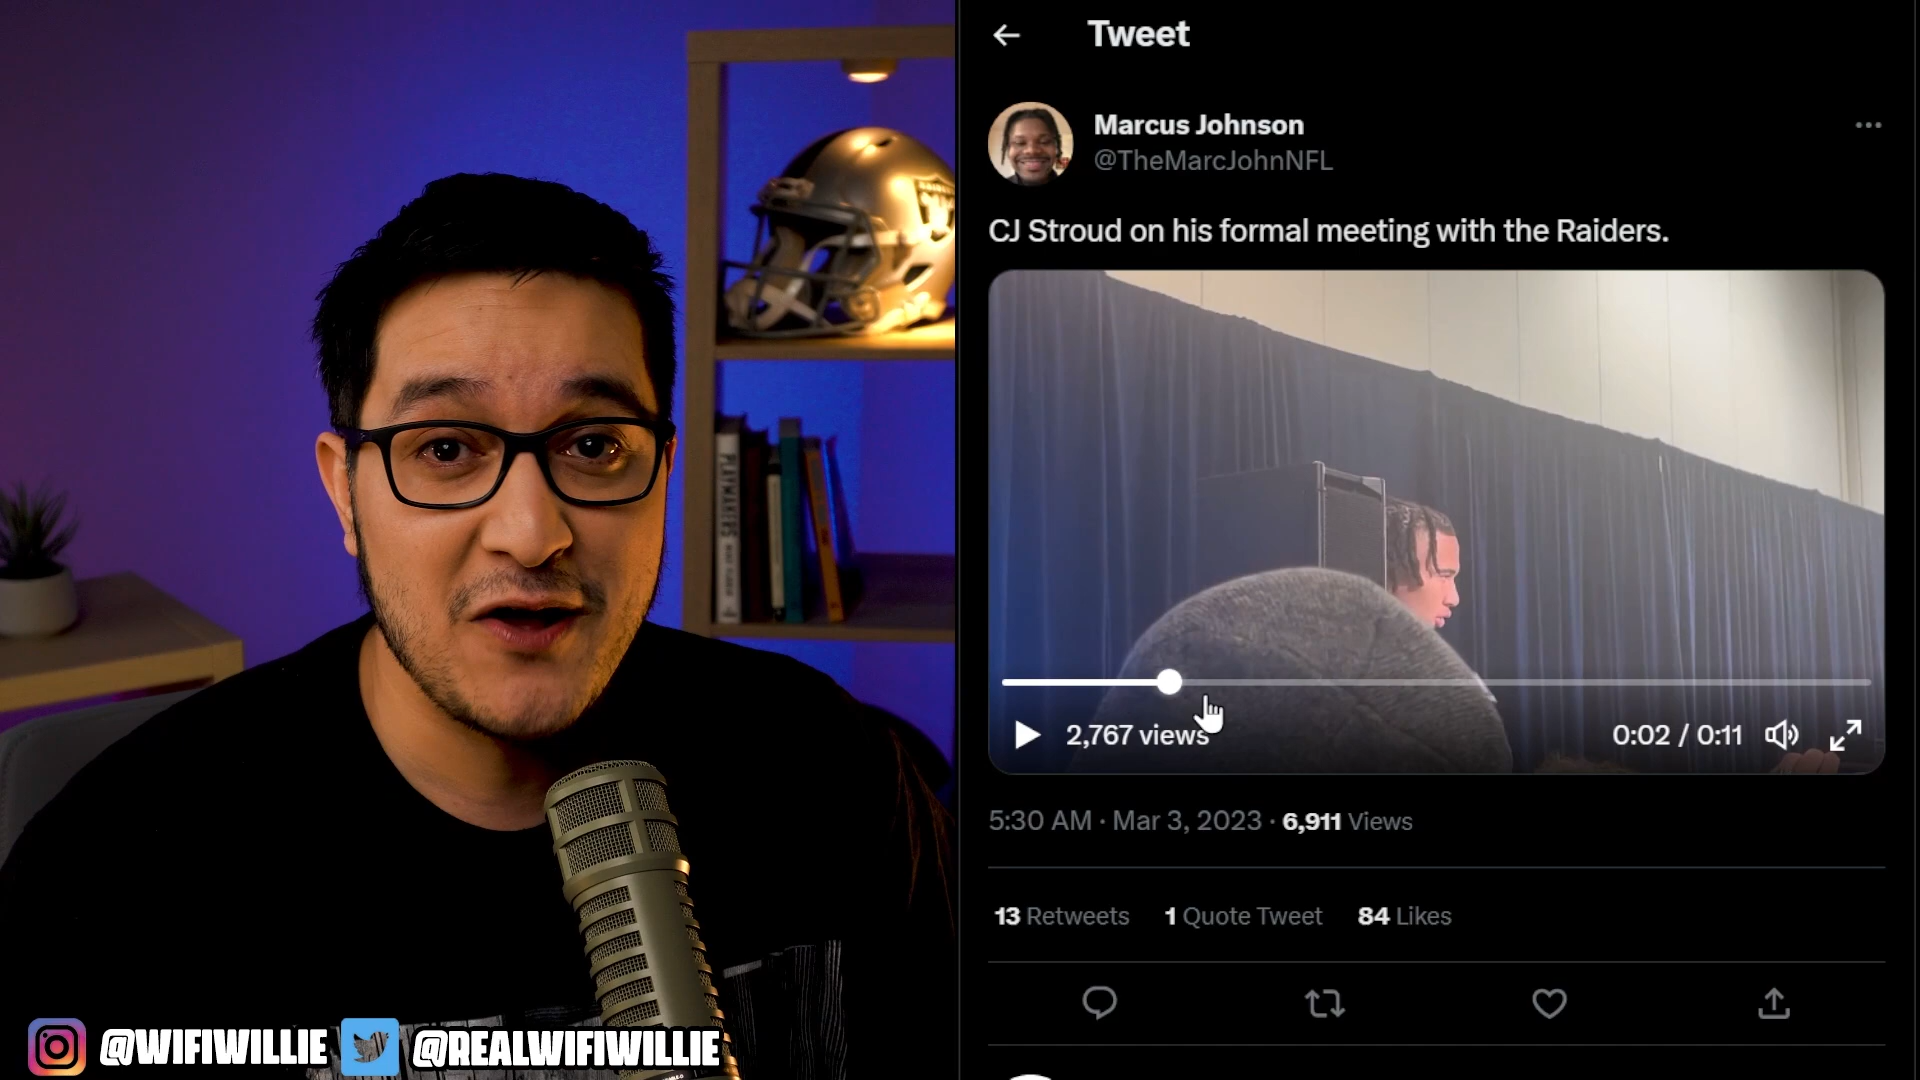 Tweet
Marcus Johnson
@TheMarcJohnNFL
CJ Stroud on his formal meeting with the Raiders.
RAIDERS
PLAYMAKERS
2,767 views
0:02 / 0:11
5:30 AM · Mar 3, 2023 · 6,911 Views
13 Retweets 1 Quote Tweet 84 Likes
@WIFIWILLIE @REALWIFIWILLIE